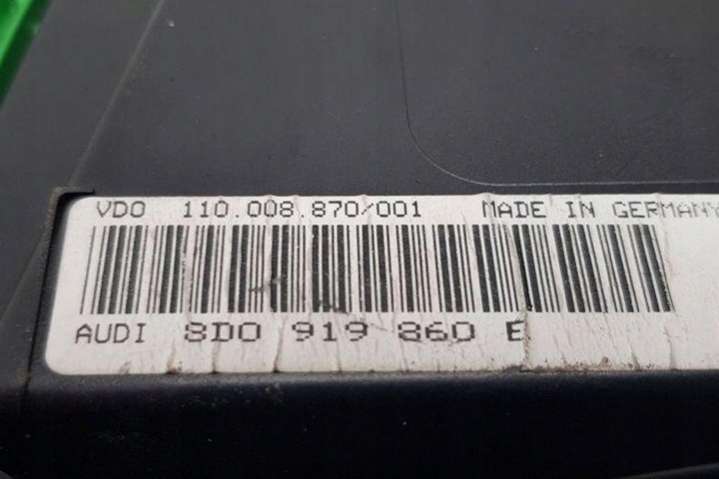 VDO 110.008.870/001 MADE IN GERMANY
AUDI 8D0 919 860 E